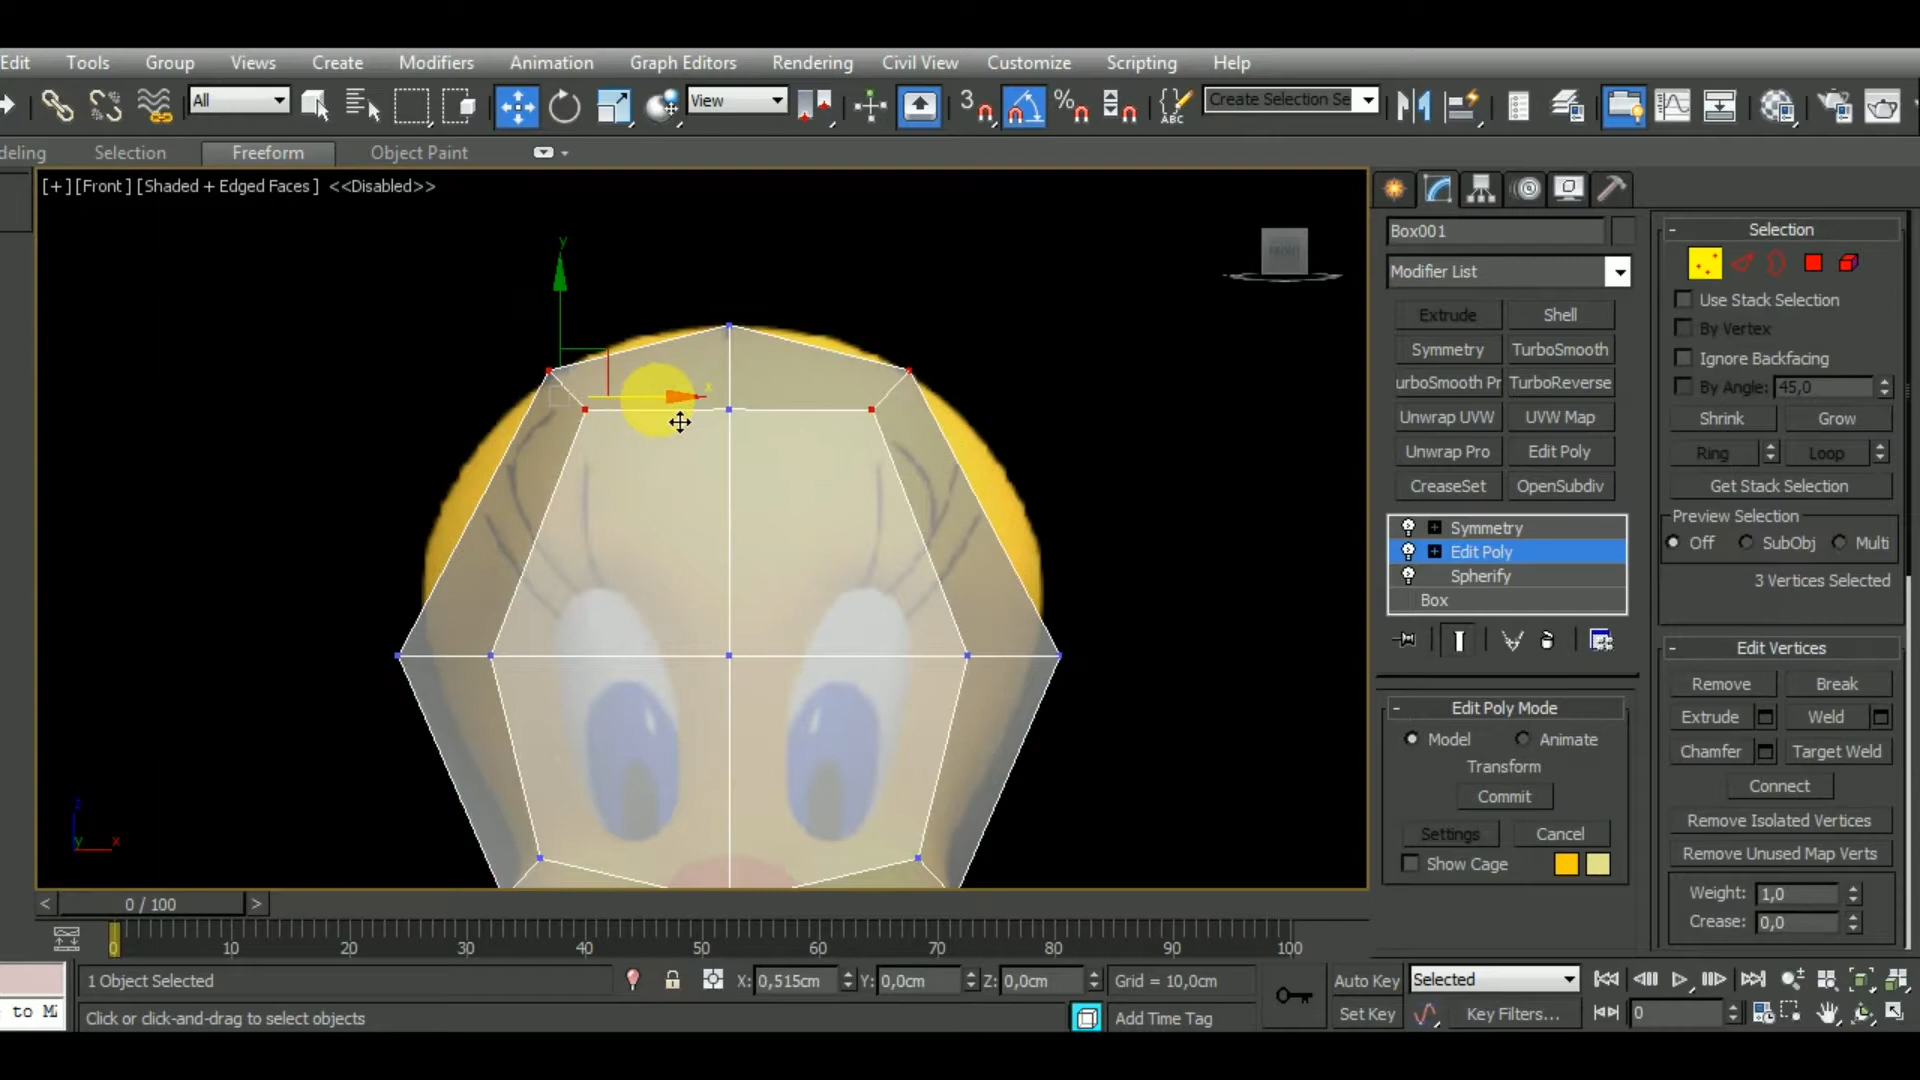 Edit Tools Group Views Create Modifiers Animation Graph Editors Rendering Civil View Customize Scripting Help
All View 3 % ABC Create Selection Se
deling Selection Freeform Object Paint
[+][Front][Shaded + Edged Faces] <<Disabled>>
y
x
FRONT
z
y x
Box001
Modifier List
Extrude Shell
Symmetry TurboSmooth
urboSmooth Pr TurboReverse
Unwrap UVW UVW Map
Unwrap Pro Edit Poly
CreaseSet OpenSubdiv
Symmetry
Edit Poly
Spherify
Box
- Edit Poly Mode
Model Animate
Transform
Commit
Settings Cancel
Show Cage
- Selection
Use Stack Selection
By Vertex
Ignore Backfacing
By Angle: 45,0
Shrink Grow
Ring Loop
Get Stack Selection
Preview Selection
Off SubObj Multi
3 Vertices Selected
- Edit Vertices
Remove Break
Extrude Weld
Chamfer Target Weld
Connect
Remove Isolated Vertices
Remove Unused Map Verts
Weight: 1,0
Crease: 0,0
< 0 / 100 >
0 10 20 30 40 50 60 70 80 90 100
1 Object Selected X: 0,515cm Y: 0,0cm Z: 0,0cm Grid = 10,0cm Auto Key Selected
to Mi Click or click-and-drag to select objects Add Time Tag Set Key Key Filters... 0